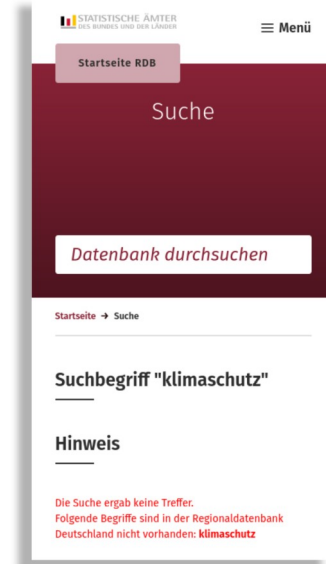 STATISTISCHE ÄMTER
DES BUNDES UND DER LÄNDER
Menü
Startseite RDB
Suche
Datenbank durchsuchen
Startseite → Suche
Suchbegriff "klimaschutz"
Hinweis
Die Suche ergab keine Treffer.
Folgende Begriffe sind in der Regionaldatenbank
Deutschland nicht vorhanden: klimaschutz